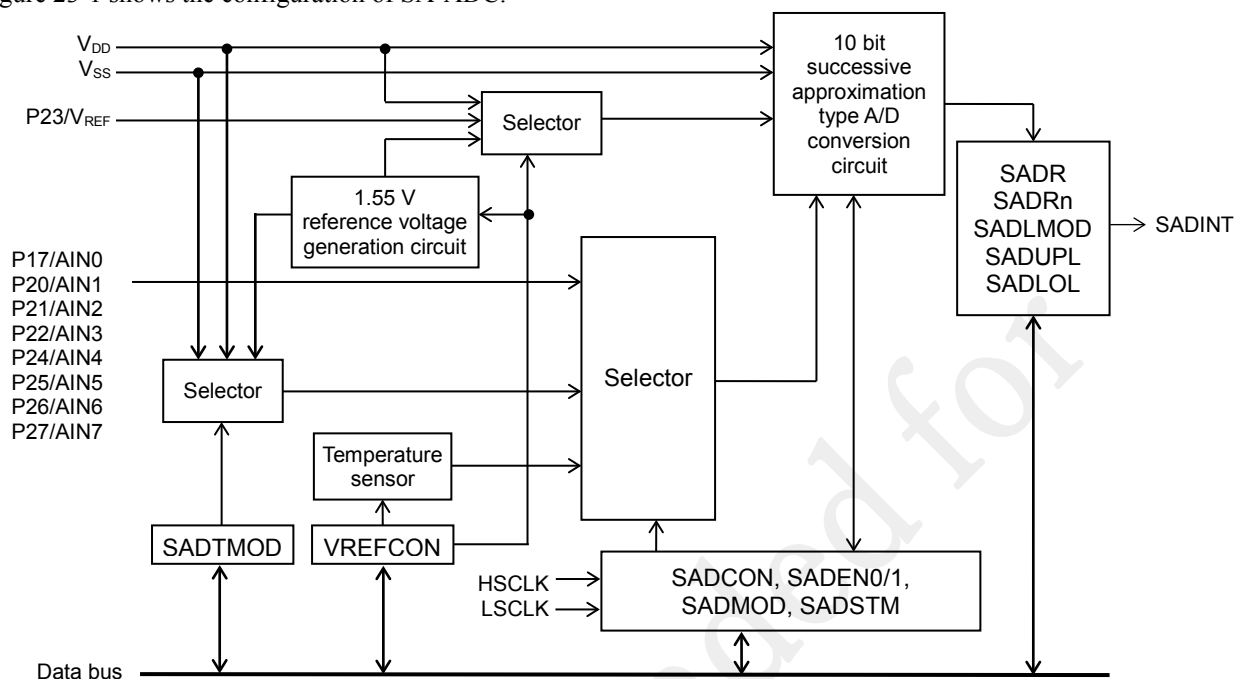 Figure 23-1 shows the configuration of SA-ADC.
VDD
VSS
P23/VREF
Selector
10 bit
successive
approximation
type A/D
conversion
circuit
1.55 V
reference voltage
generation circuit
SADR
SADRn
SADLMOD
SADUPL
SADLOL
SADINT
P17/AIN0
P20/AIN1
P21/AIN2
P22/AIN3
P24/AIN4
P25/AIN5
P26/AIN6
P27/AIN7
Selector
Selector
Temperature
sensor
SADTMOD
VREFCON
HSCLK
LSCLK
SADCON, SADEN0/1,
SADMOD, SADSTM
Data bus
ded for